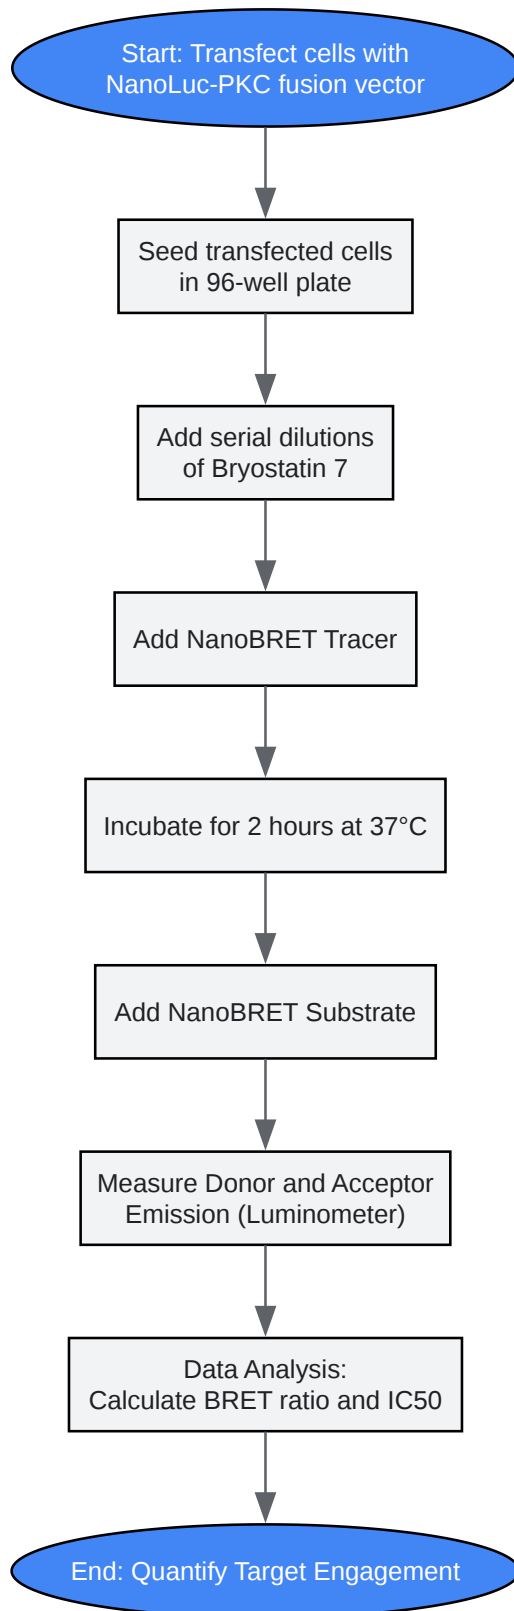 Start: Transfect cells with
NanoLuc-PKC fusion vector
Seed transfected cells
in 96-well plate
Add serial dilutions
of Bryostatin 7
Add NanoBRET Tracer
Incubate for 2 hours at 37°C
Add NanoBRET Substrate
Measure Donor and Acceptor
Emission (Luminometer)
Data Analysis:
Calculate BRET ratio and IC50
End: Quantify Target Engagement